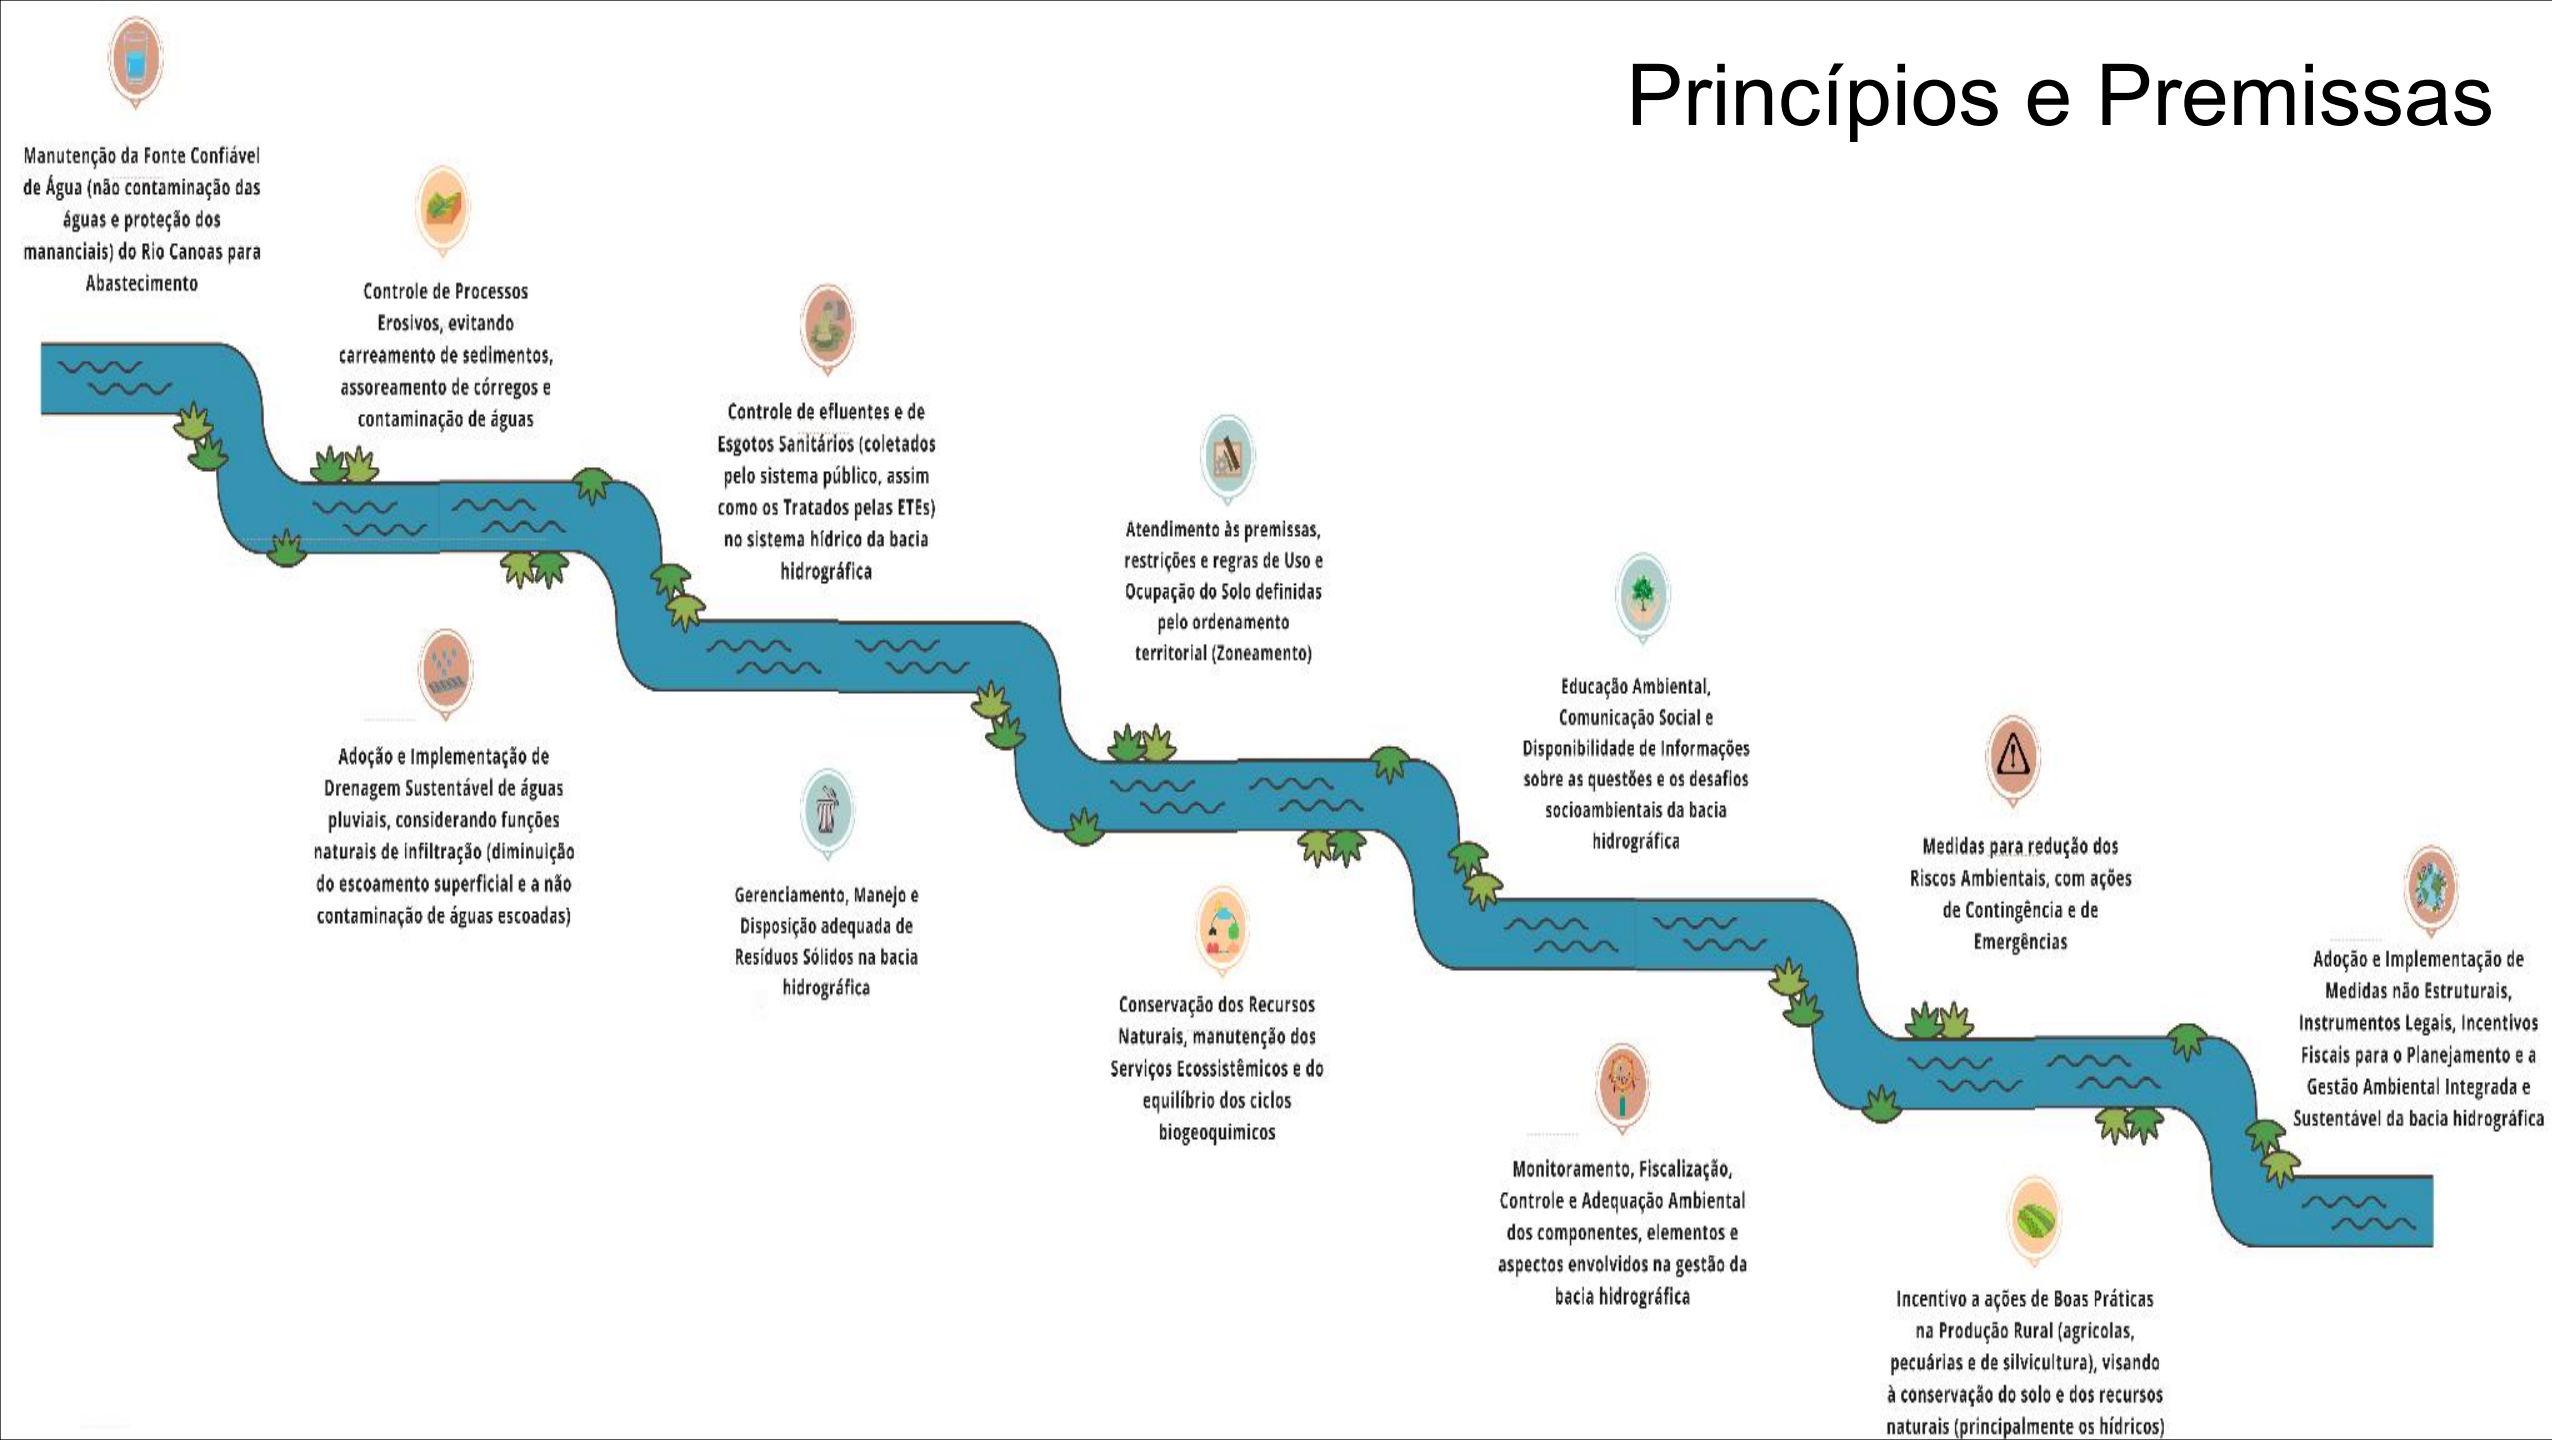 Princípios e Premissas
Manutenção da Fonte Confiável
de Água (não contaminação das
águas e proteção dos
mananciais) do Rio Canoas para
Abastecimento
Controle de Processos
Erosivos, evitando
carreamento de sedimentos,
assoreamento de córregos e
contaminação de águas
Adoção e Implementação de
Drenagem Sustentável de águas
pluviais, considerando funções
naturais de infiltração (diminuição
do escoamento superficial e a não
contaminação de águas escoadas)
Controle de efluentes e de
Esgotos Sanitários (coletados
pelo sistema público, assim
como os Tratados pelas ETEs)
no sistema hídrico da bacia
hidrográfica
Gerenciamento, Manejo e
Disposição adequada de
Resíduos Sólidos na bacia
hidrográfica
Atendimento às premissas,
restrições e regras de Uso e
Ocupação do Solo definidas
pelo ordenamento
territorial (Zoneamento)
Conservação dos Recursos
Naturais, manutenção dos
Serviços Ecossistêmicos e do
equilíbrio dos ciclos
biogeoquimicos
Educação Ambiental,
Comunicação Social e
Disponibilidade de Informações
sobre as questões e os desafios
socioambientais da bacia
hidrográfica
Monitoramento, Fiscalização,
Controle e Adequação Ambiental
dos componentes, elementos e
aspectos envolvidos na gestão da
bacia hidrográfica
Medidas para redução dos
Riscos Ambientais, com ações
de Contingência e de
Emergências
Incentivo a ações de Boas Práticas
na Produção Rural (agricolas,
pecuárias e de silvicultura), visando
à conservação do solo e dos recursos
naturais (principalmente os hídricos)
Adoção e Implementação de
Medidas não Estruturais,
Instrumentos Legais, Incentivos
Fiscais para o Planejamento e a
Gestão Ambiental Integrada e
Sustentável da bacia hidrográfica